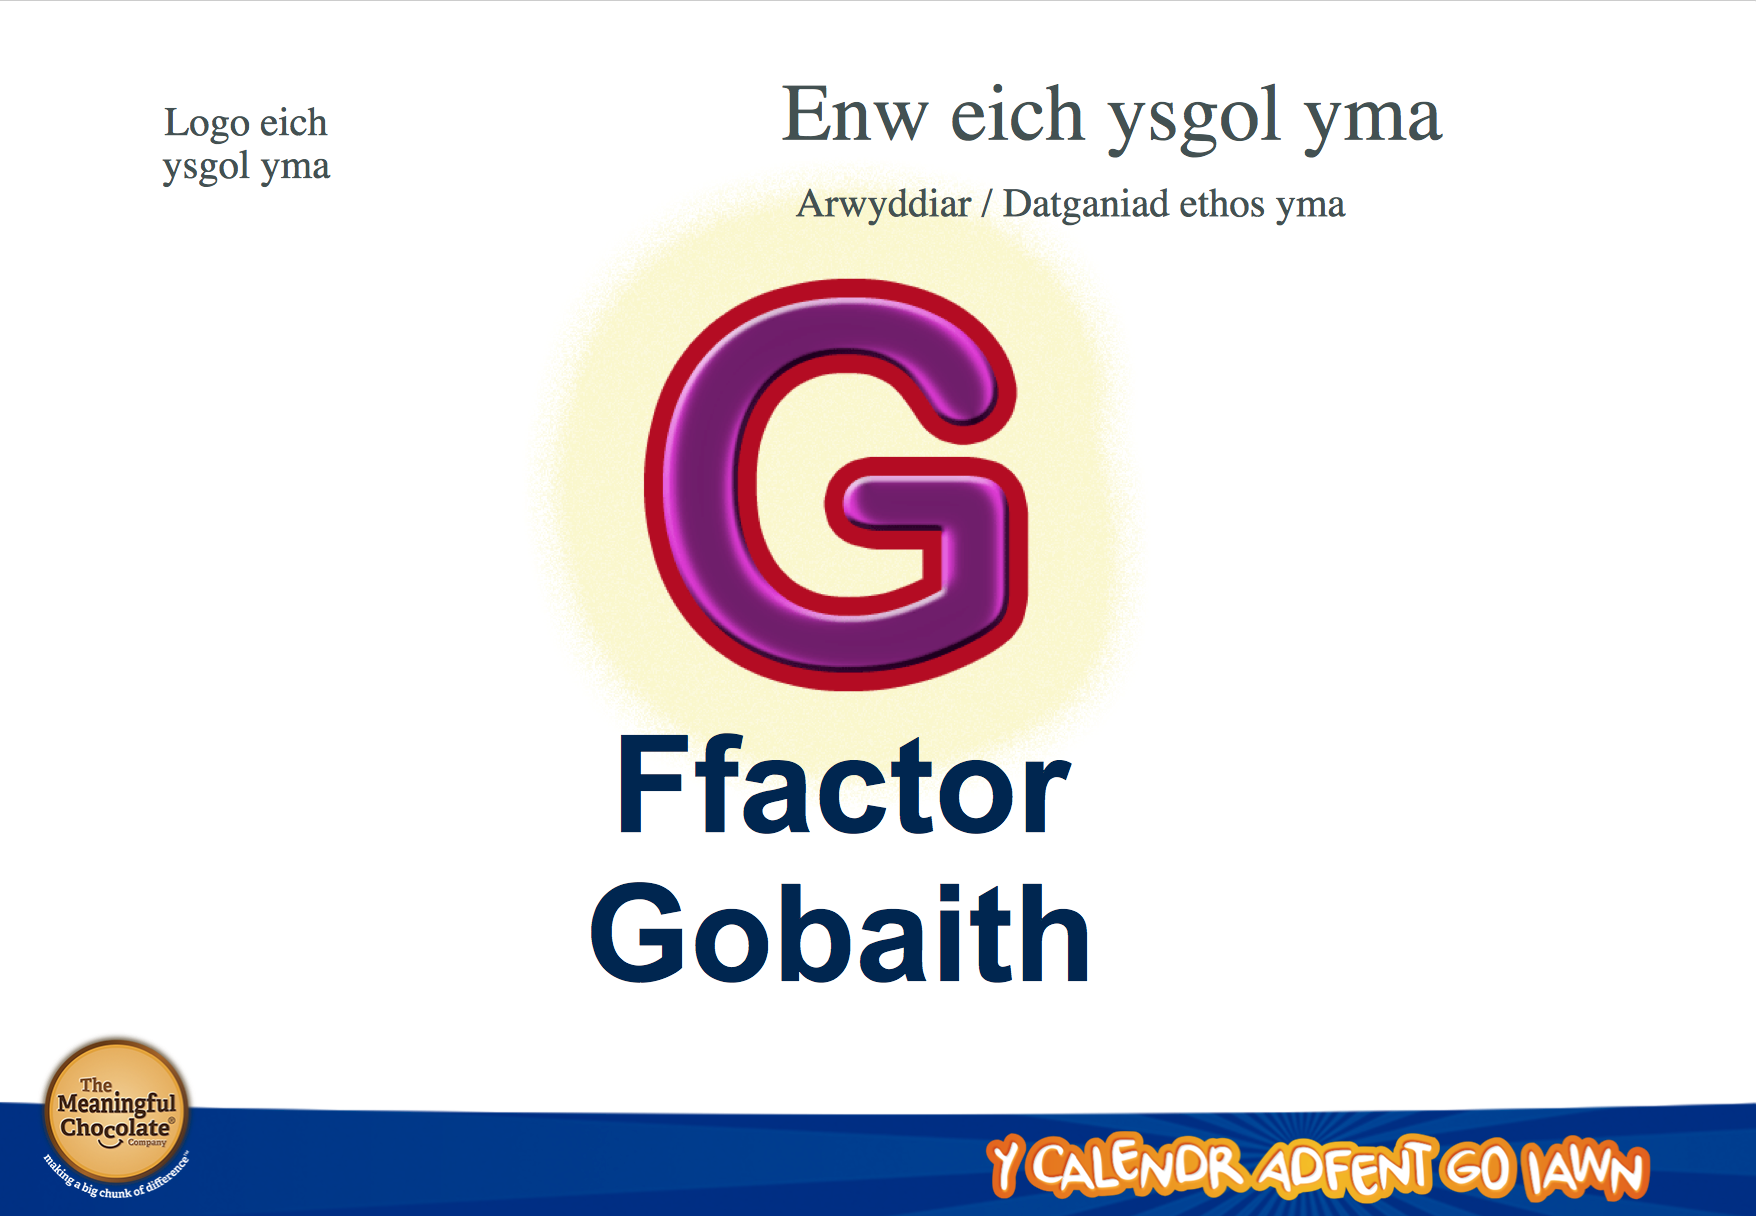 Logo eich
ysgol yma
Enw eich ysgol yma
Arwyddiar / Datganiad ethos yma
G
Ffactor
Gobaith
The
Meaningful
Chocolate®
Company
making a big chunk of difference™
Y CALENDR ADFENT GO IAWN